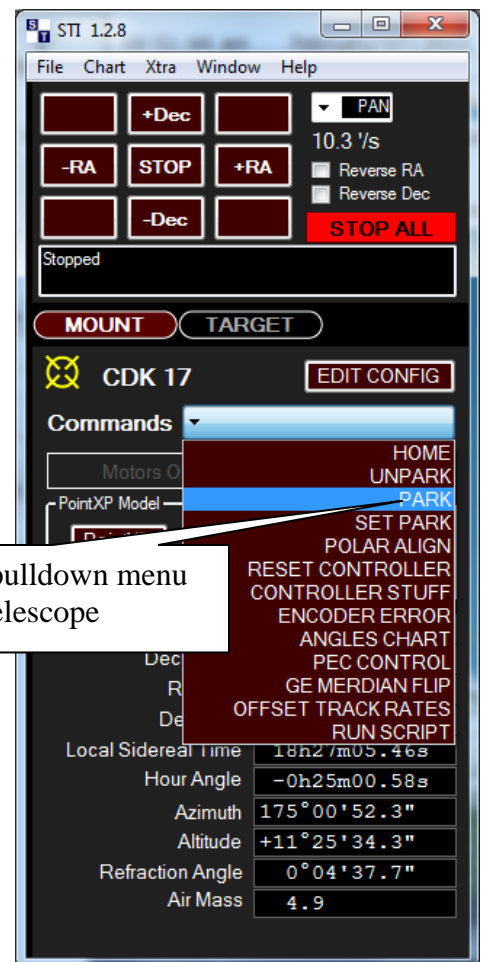 STI 1.2.8
File Chart Xtra Window Help
+Dec
PAN
10.3 '/s
-RA STOP +RA
Reverse RA
Reverse Dec
-Dec
STOP ALL
Stopped
MOUNT TARGET
CDK 17 EDIT CONFIG
Commands
HOME
Motors O
UNPARK
PointXP Model
PARK
SET PARK
POLAR ALIGN
pulldown menu
RESET CONTROLLER
CONTROLLER STUFF
elescope
ENCODER ERROR
ANGLES CHART
Dec
PEC CONTROL
R
GE MERDIAN FLIP
De
OFFSET TRACK RATES
RUN SCRIPT
Local Sidereal Time 18h27m05.46s
Hour Angle -0h25m00.58s
Azimuth 175°00'52.3"
Altitude +11°25'34.3"
Refraction Angle 0°04'37.7"
Air Mass 4.9